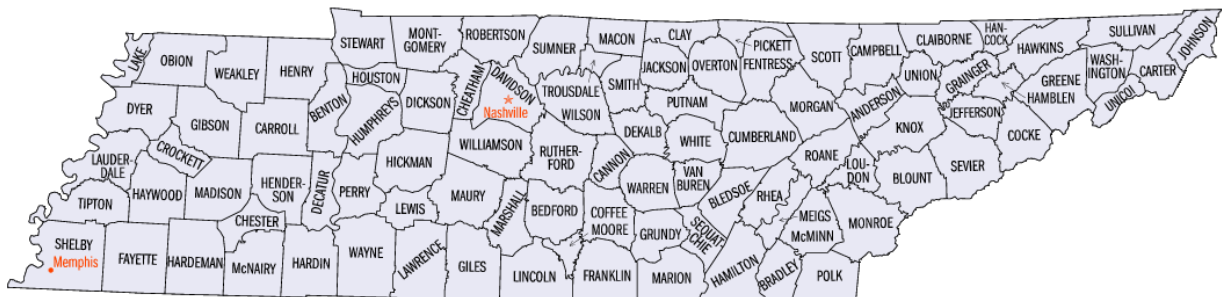 LAKE
OBION
WEAKLEY
HENRY
STEWART
MONT-
GOMERY
ROBERTSON
SUMNER
MACON
CLAY
PICKETT
FENTRESS
SCOTT
CAMPBELL
CLAIBORNE
HAN-
COCK
HAWKINS
SULLIVAN
JOHNSON
DYER
GIBSON
CARROLL
BENTON
HOUSTON
HUMPHREYS
DICKSON
CHEATHAM
DAVIDSON
Nashville
TROUSDALE
WILSON
SMITH
JACKSON
OVERTON
PUTNAM
MORGAN
ANDERSON
UNION
GRAINGER
GREENE
HAMBLEN
WASH-
INGTON
UNICOI
CARTER
LAUDER-
DALE
CROCKETT
TIPTON
HAYWOOD
MADISON
HENDER-
SON
DECATUR
PERRY
HICKMAN
WILLIAMSON
RUTHER-
FORD
CANNON
DEKALB
WHITE
CUMBERLAND
ROANE
LOU-
DON
KNOX
JEFFERSON
COCKE
SEVIER
BLOUNT
CHESTER
LEWIS
MAURY
MARSHALL
BEDFORD
COFFEE
MOORE
WARREN
VAN
BUREN
BLEDSOE
RHEA
MEIGS
McMINN
MONROE
SHELBY
Memphis
FAYETTE
HARDEMAN
McNAIRY
HARDIN
WAYNE
LAWRENCE
GILES
LINCOLN
FRANKLIN
GRUNDY
SEQUAT-
CHIE
MARION
HAMILTON
BRADLEY
POLK